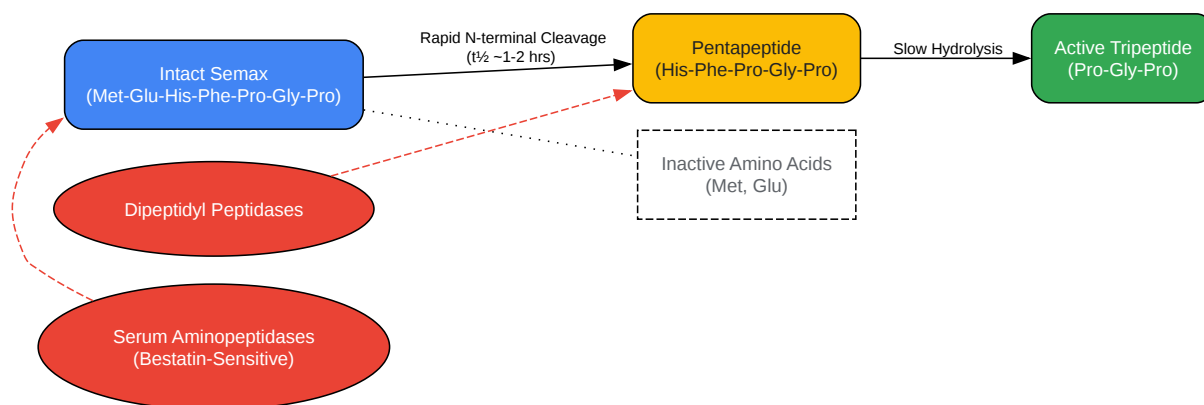 Intact Semax
(Met-Glu-His-Phe-Pro-Gly-Pro)
Rapid N-terminal Cleavage
(t½ ~1-2 hrs)
Pentapeptide
(His-Phe-Pro-Gly-Pro)
Slow Hydrolysis
Active Tripeptide
(Pro-Gly-Pro)
Inactive Amino Acids
(Met, Glu)
Dipeptidyl Peptidases
Serum Aminopeptidases
(Bestatin-Sensitive)